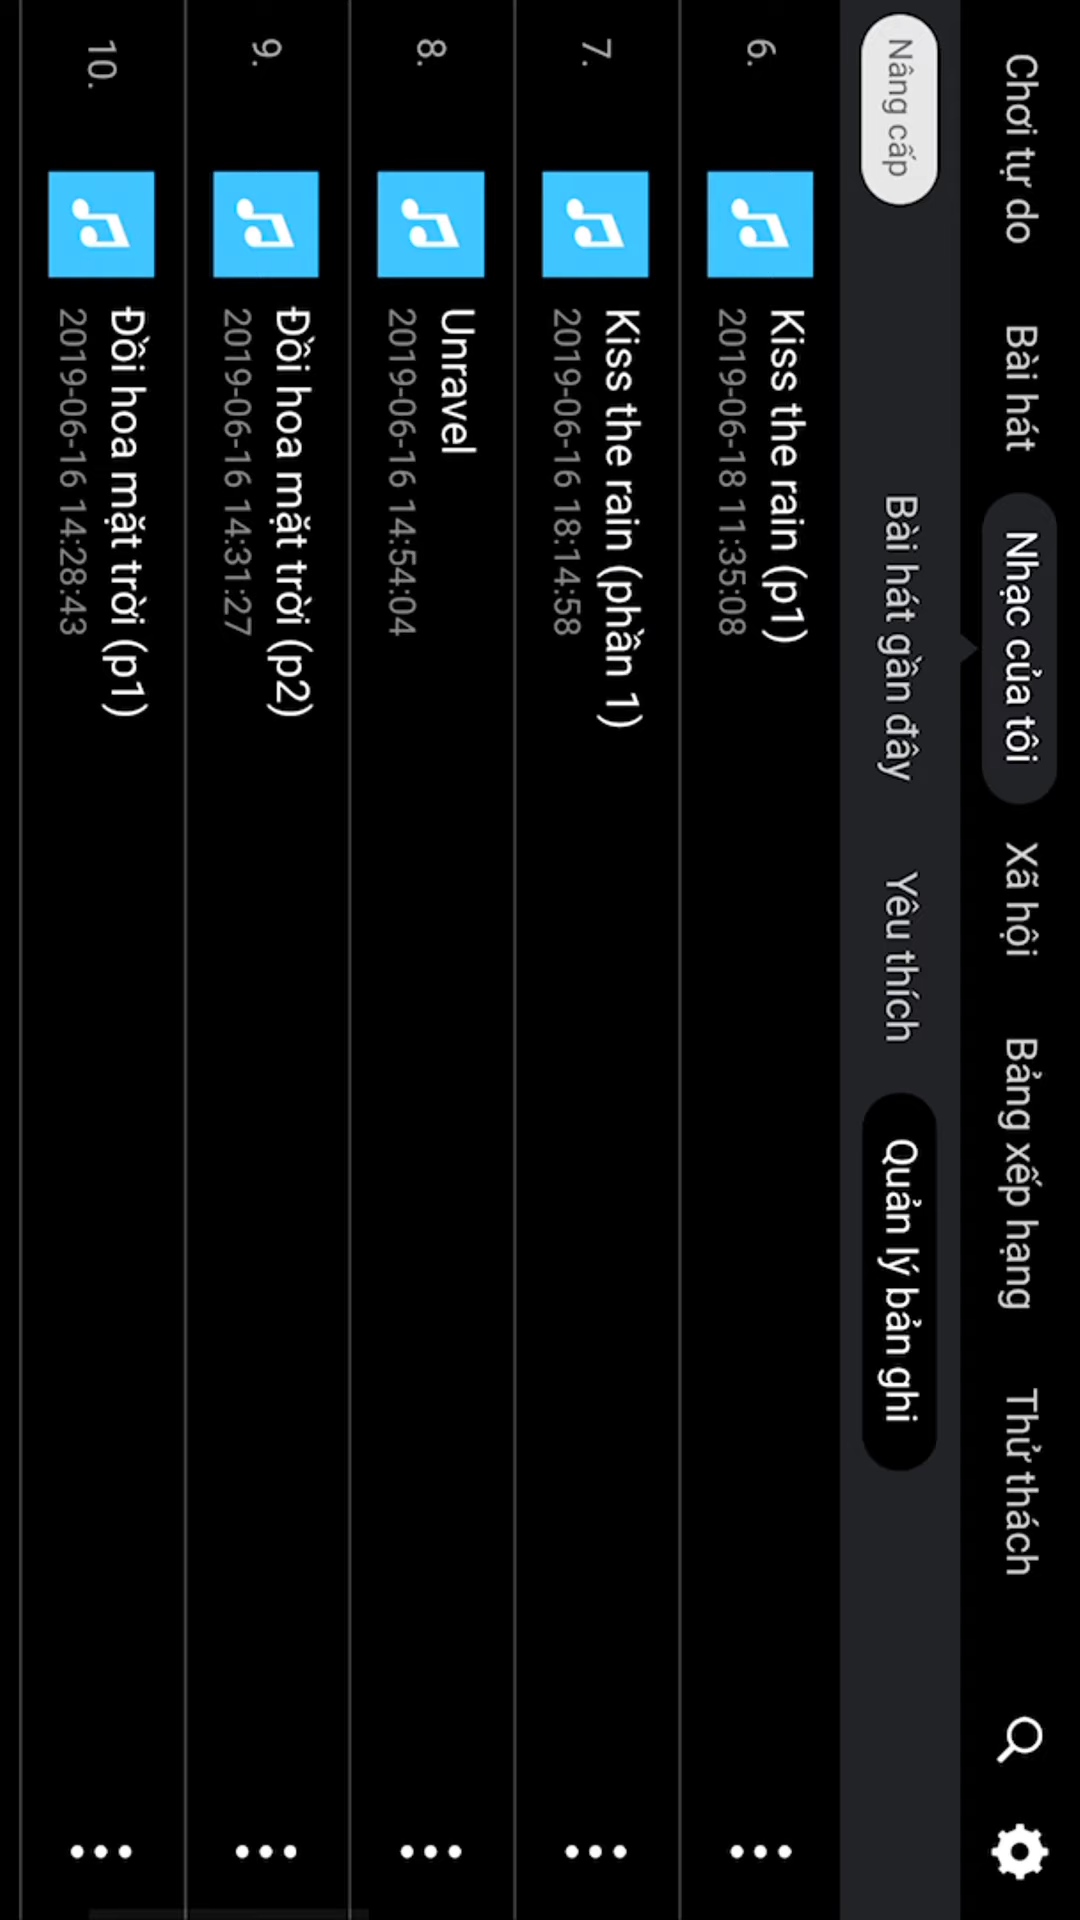 Chơi tự do Bài hát Nhạc của tôi Xã hội Bảng xếp hạng Thử thách
Nâng cấp Bài hát gần đây Yêu thích Quản lý bản ghi
6. Kiss the rain (p1)
2019-06-18 11:35:08
7. Kiss the rain (phần 1)
2019-06-16 18:14:58
8. Unravel
2019-06-16 14:54:04
9. Đồi hoa mặt trời (p2)
2019-06-16 14:31:27
10. Đồi hoa mặt trời (p1)
2019-06-16 14:28:43